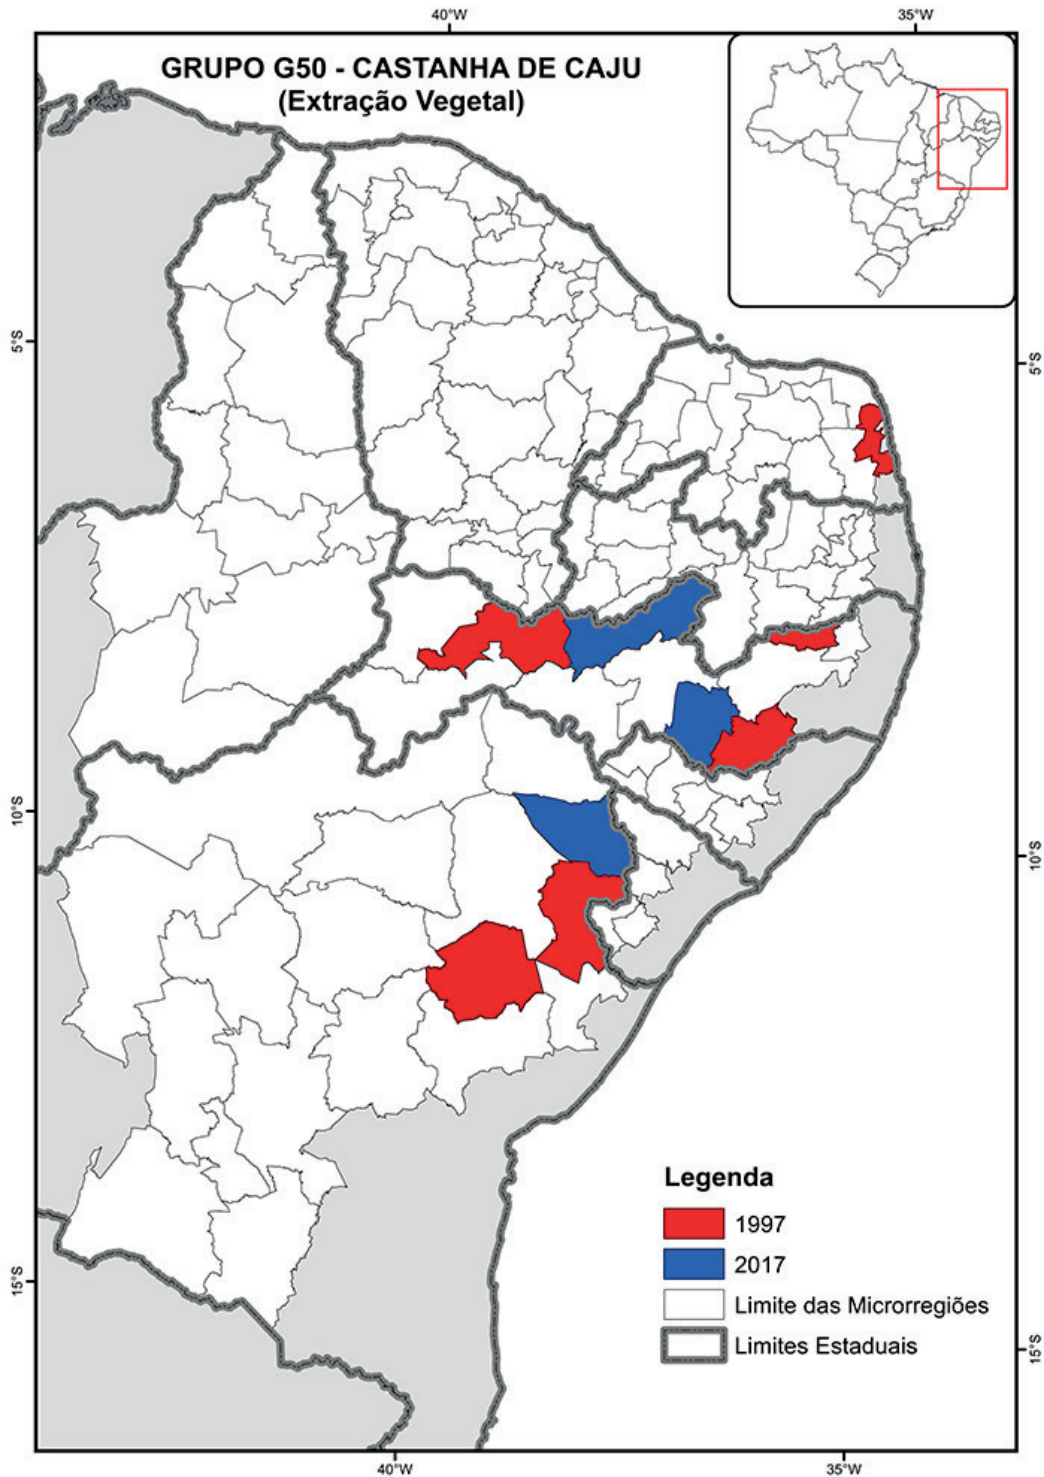 40°W
35°W
GRUPO G50 - CASTANHA DE CAJU
(Extração Vegetal)
5°S
5°S
10°S
10°S
Legenda
1997
2017
Limite das Microrregiões
Limites Estaduais
15°S
15°S
40°W
35°W